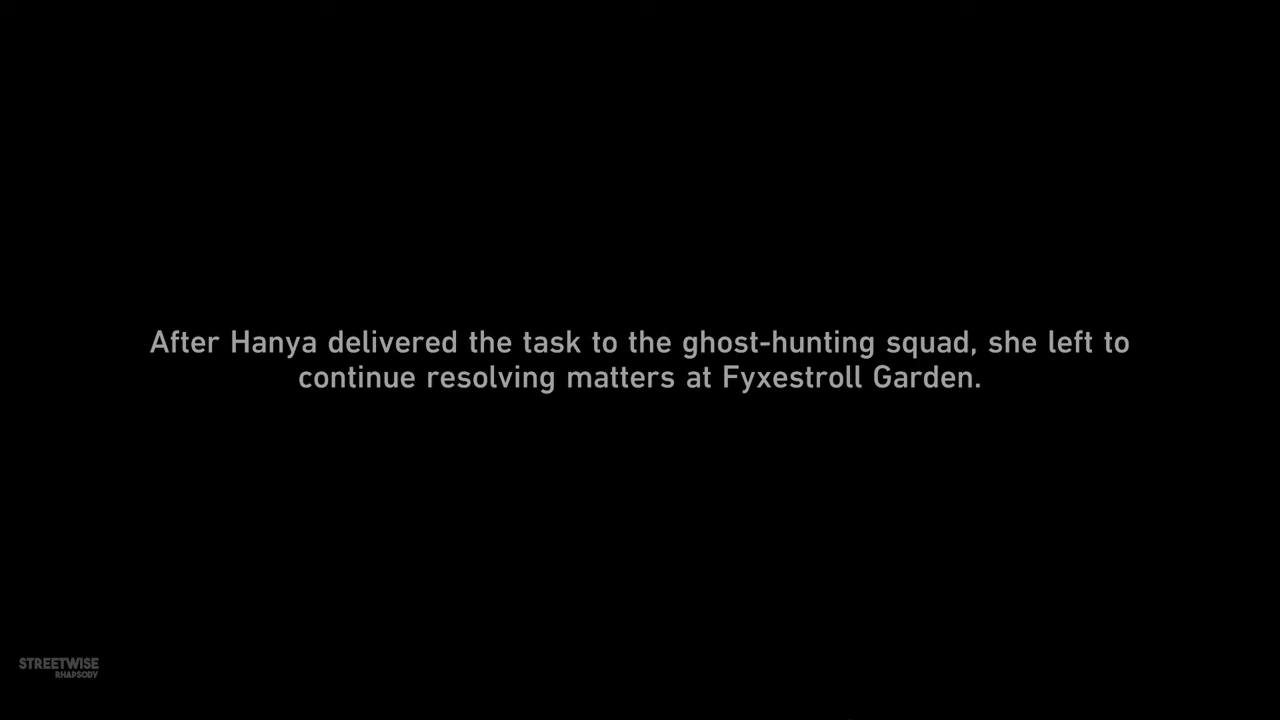 After Hanya delivered the task to the ghost-hunting squad, she left to
continue resolving matters at Fyxestroll Garden.
STREETWISE
RHAPSODY